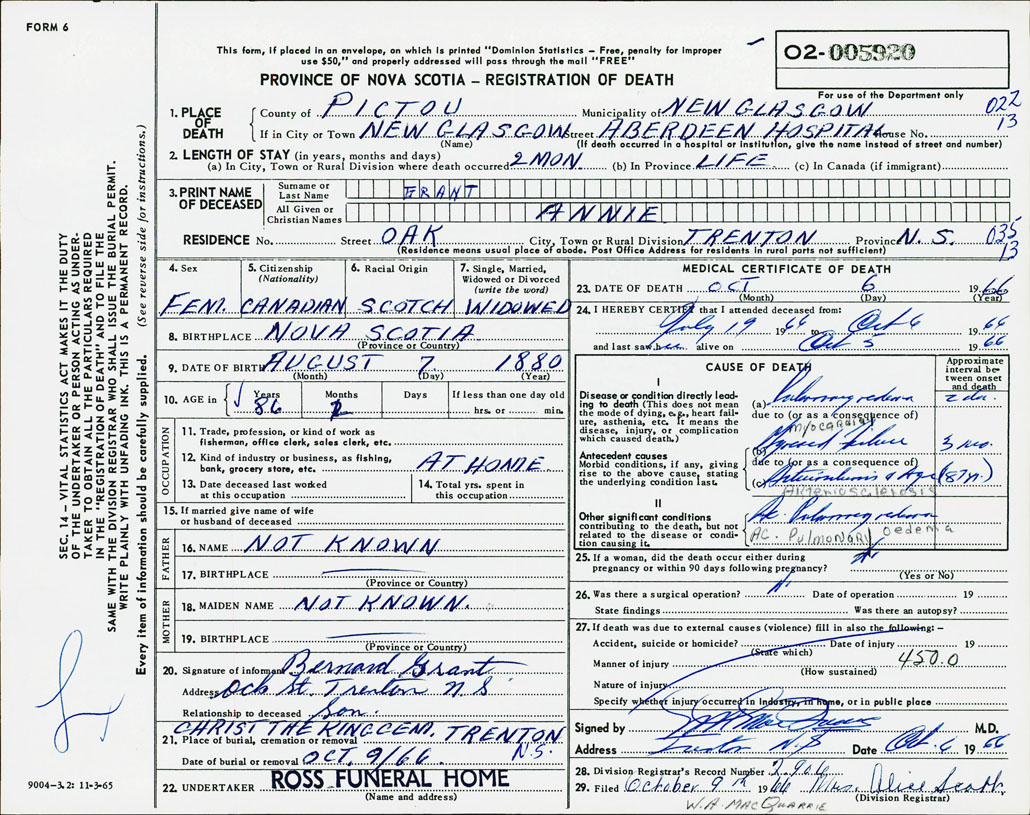 FORM 6
This form, if placed in an envelope, on which is printed "Dominion Statistics – Free, penalty for improper
use $50," and properly addressed will pass through the mail "FREE"
PROVINCE OF NOVA SCOTIA – REGISTRATION OF DEATH
O2-005920
For use of the Department only
1. PLACE OF DEATH
County of PICTOU Municipality of NEW GLASGOW 022
If in City or Town NEW GLASGOW Street ABERDEEN HOSPITAL House No. 13
(Name) (If death occurred in a hospital or institution, give the name instead of street and number)
2. LENGTH OF STAY (in years, months and days)
(a) In City, Town or Rural Division where death occurred 2 MON. (b) In Province LIFE (c) In Canada (if immigrant)
3. PRINT NAME OF DECEASED
Surname or Last Name GRANT
All Given or Christian Names ANNIE
RESIDENCE No. Street OAK City, Town or Rural Division TRENTON Province N.S. 035 13
(Residence means usual place of abode. Post Office Address for residents in rural parts not sufficient)
4. Sex
FEM.
5. Citizenship (Nationality)
CANADIAN
6. Racial Origin
SCOTCH
7. Single, Married, Widowed or Divorced (write the word)
WIDOWED
8. BIRTHPLACE NOVA SCOTIA
(Province or Country)
9. DATE OF BIRTH AUGUST 7 1880
(Month) (Day) (Year)
10. AGE in { Years Months Days If less than one day old
86 2 hrs. or min.
OCCUPATION
11. Trade, profession, or kind of work as
fisherman, office clerk, sales clerk, etc.
12. Kind of industry or business, as fishing,
bank, grocery store, etc. AT HOME
13. Date deceased last worked
at this occupation
14. Total yrs. spent in
this occupation
15. If married give name of wife
or husband of deceased
FATHER
16. NAME NOT KNOWN
17. BIRTHPLACE
(Province or Country)
MOTHER
18. MAIDEN NAME NOT KNOWN.
19. BIRTHPLACE
(Province or Country)
20. Signature of informant Bernard Grant
Address Oak St. Trenton N.S
Relationship to deceased Son.
CHRIST THE KING CEM. TRENTON
21. Place of burial, cremation or removal N.S.
Date of burial or removal OCT. 9/66
22. UNDERTAKER ROSS FUNERAL HOME
(Name and address)
MEDICAL CERTIFICATE OF DEATH
23. DATE OF DEATH OCT 6 1966
(Month) (Day) (Year)
24. I HEREBY CERTIFY that I attended deceased from:
July 19 1966 to Oct 6 1966
and last saw her alive on Oct 5 1966
CAUSE OF DEATH
Approximate interval between onset and death
I
Disease or condition directly leading
to death (This does not mean
the mode of dying, e.g., heart failure,
asthenia, etc. It means the
disease, injury, or complication
which caused death.)
(a) Pulmonary oedema 2 da.
due to (or as a consequence of)
MYOCARDIAL
Antecedent causes
Morbid conditions, if any, giving
rise to the above cause, stating
the underlying condition last.
(b) Myocard Failure 3 mo.
due to (or as a consequence of)
(c) Arteriosclerosis & Age (87 yr.)
ARTERIOSCLEROSIS
II
Other significant conditions
contributing to the death, but not
related to the disease or condition
causing it.
Ac. Pulmonary oedema
AC. PULMONARY oedema
25. If a woman, did the death occur either during
pregnancy or within 90 days following pregnancy?
(Yes or No)
26. Was there a surgical operation? Date of operation 19
State findings Was there an autopsy?
27. If death was due to external causes (violence) fill in also the following: –
Accident, suicide or homicide? Date of injury 19
(State which)
Manner of injury 450.0
(How sustained)
Nature of injury
Specify whether injury occurred in Industry, in home, or in public place
Signed by M.D.
Address Trenton N.S Date Oct. 6 1966
28. Division Registrar's Record Number 2966
29. Filed October 9th 1966 Mrs. Alice Scott
(Division Registrar)
W.A MACQUARRIE
SEC. 14 – VITAL STATISTICS ACT MAKES IT THE DUTY
OF THE UNDERTAKER OR PERSON ACTING AS UNDER-
TAKER TO OBTAIN ALL THE PARTICULARS REQUIRED
IN THE "REGISTRATION OF DEATH" AND TO FILE THE
SAME WITH THE DIVISION REGISTRAR WHO SHALL ISSUE THE BURIAL PERMIT.
WRITE PLAINLY WITH UNFADING INK. THIS IS A PERMANENT RECORD.
Every item of information should be carefully supplied. (See reverse side for instructions.)
9004-3.2: 11-3-65